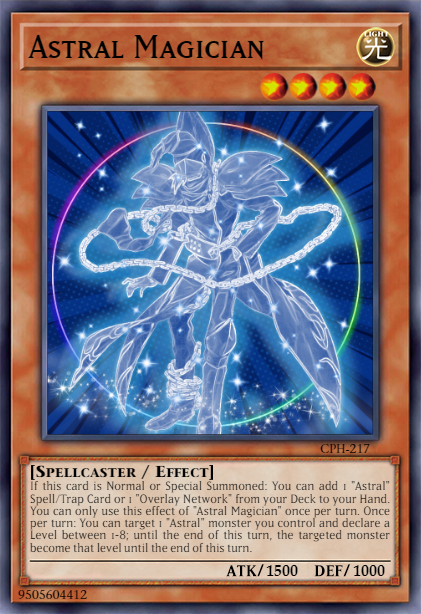 ASTRAL MAGICIAN
LIGHT
光
CPH-217
[SPELLCASTER / EFFECT]
If this card is Normal or Special Summoned: You can add 1 "Astral"
Spell/Trap Card or 1 "Overlay Network" from your Deck to your Hand.
You can only use this effect of "Astral Magician" once per turn. Once
per turn: You can target 1 "Astral" monster you control and declare a
Level between 1-8; until the end of this turn, the targeted monster
become that level until the end of this turn.
ATK/1500 DEF/1000
9505604412